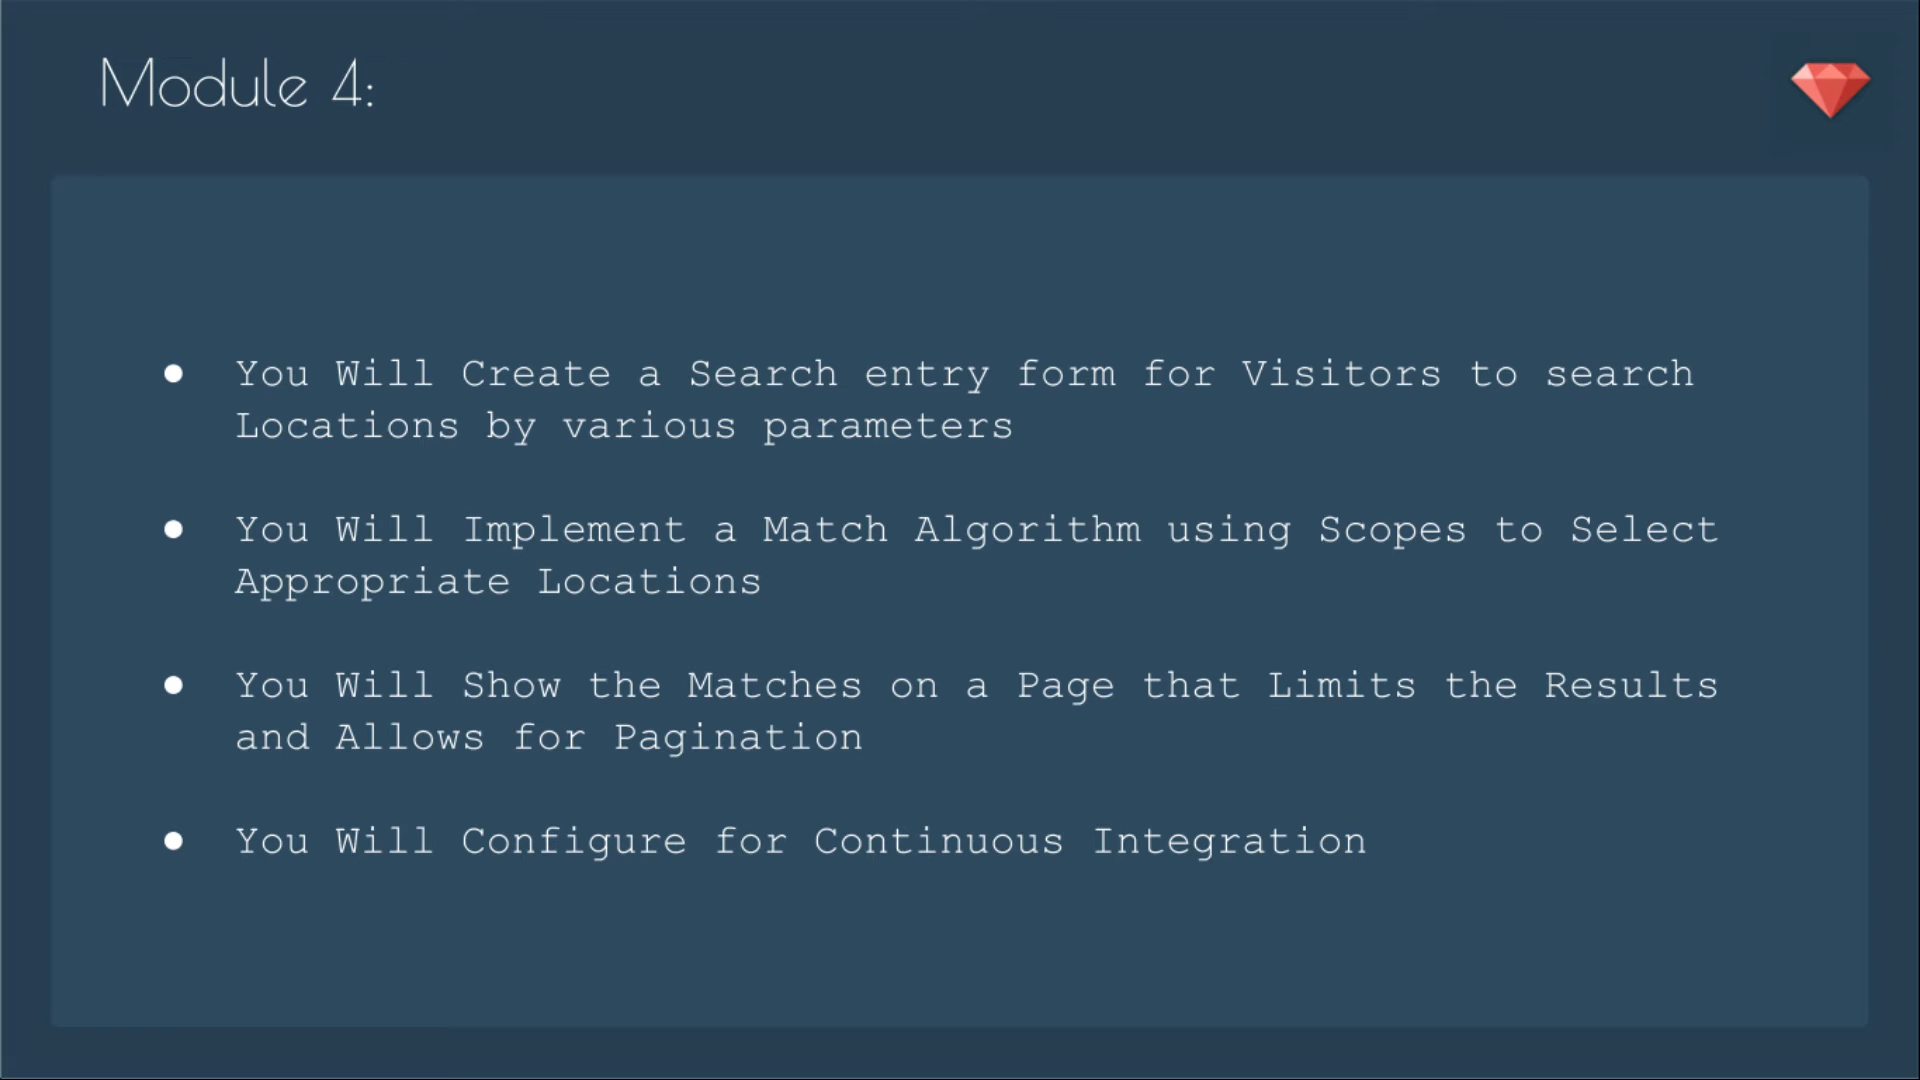 Module 4:
● You Will Create a Search entry form for Visitors to search
Locations by various parameters
● You Will Implement a Match Algorithm using Scopes to Select
Appropriate Locations
● You Will Show the Matches on a Page that Limits the Results
and Allows for Pagination
● You Will Configure for Continuous Integration